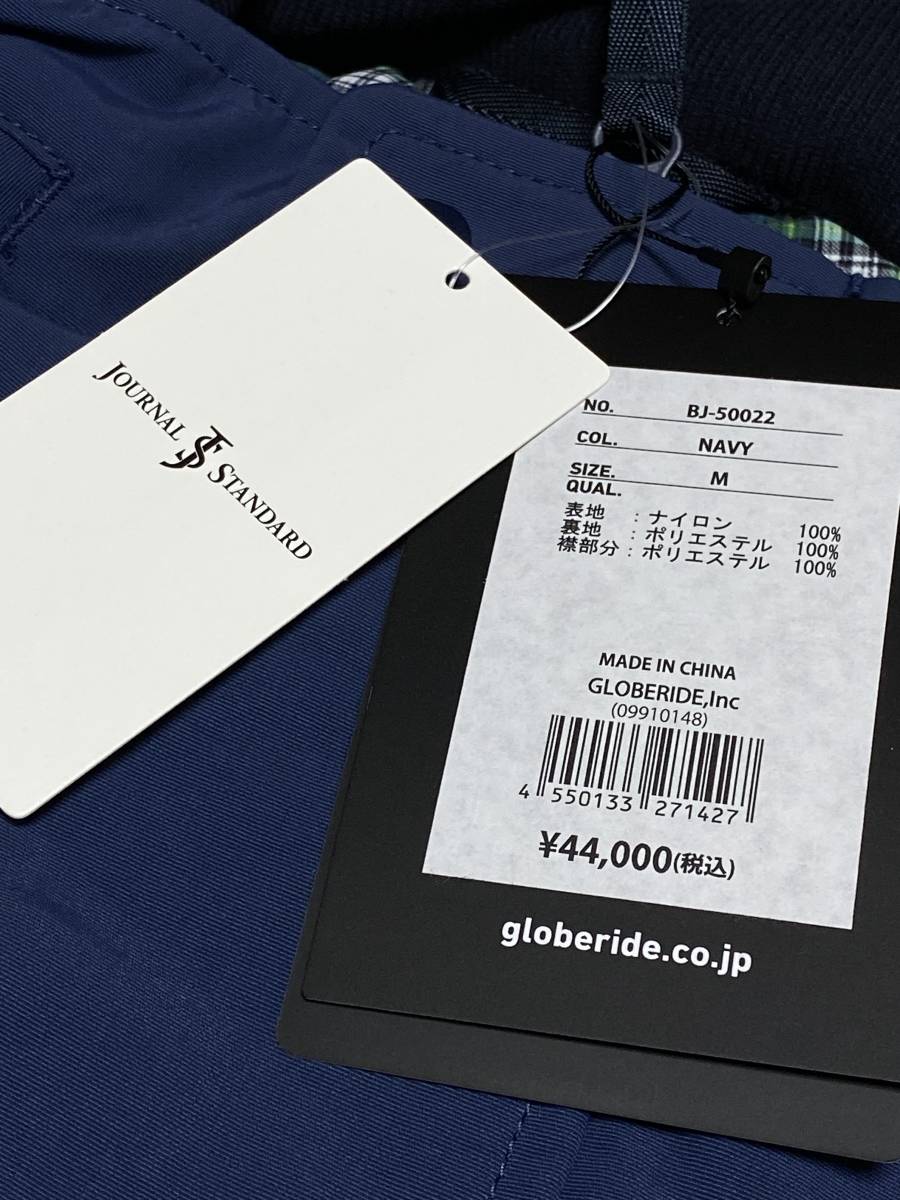 JOURNAL JS STANDARD
NO. BJ-50022
COL. NAVY
SIZE. M
QUAL.
表地 : ナイロン 100%
裏地 : ポリエステル 100%
襟部分 : ポリエステル 100%
MADE IN CHINA
GLOBERIDE,Inc
(09910148)
4 550133 271427
¥44,000(税込)
globeride.co.jp